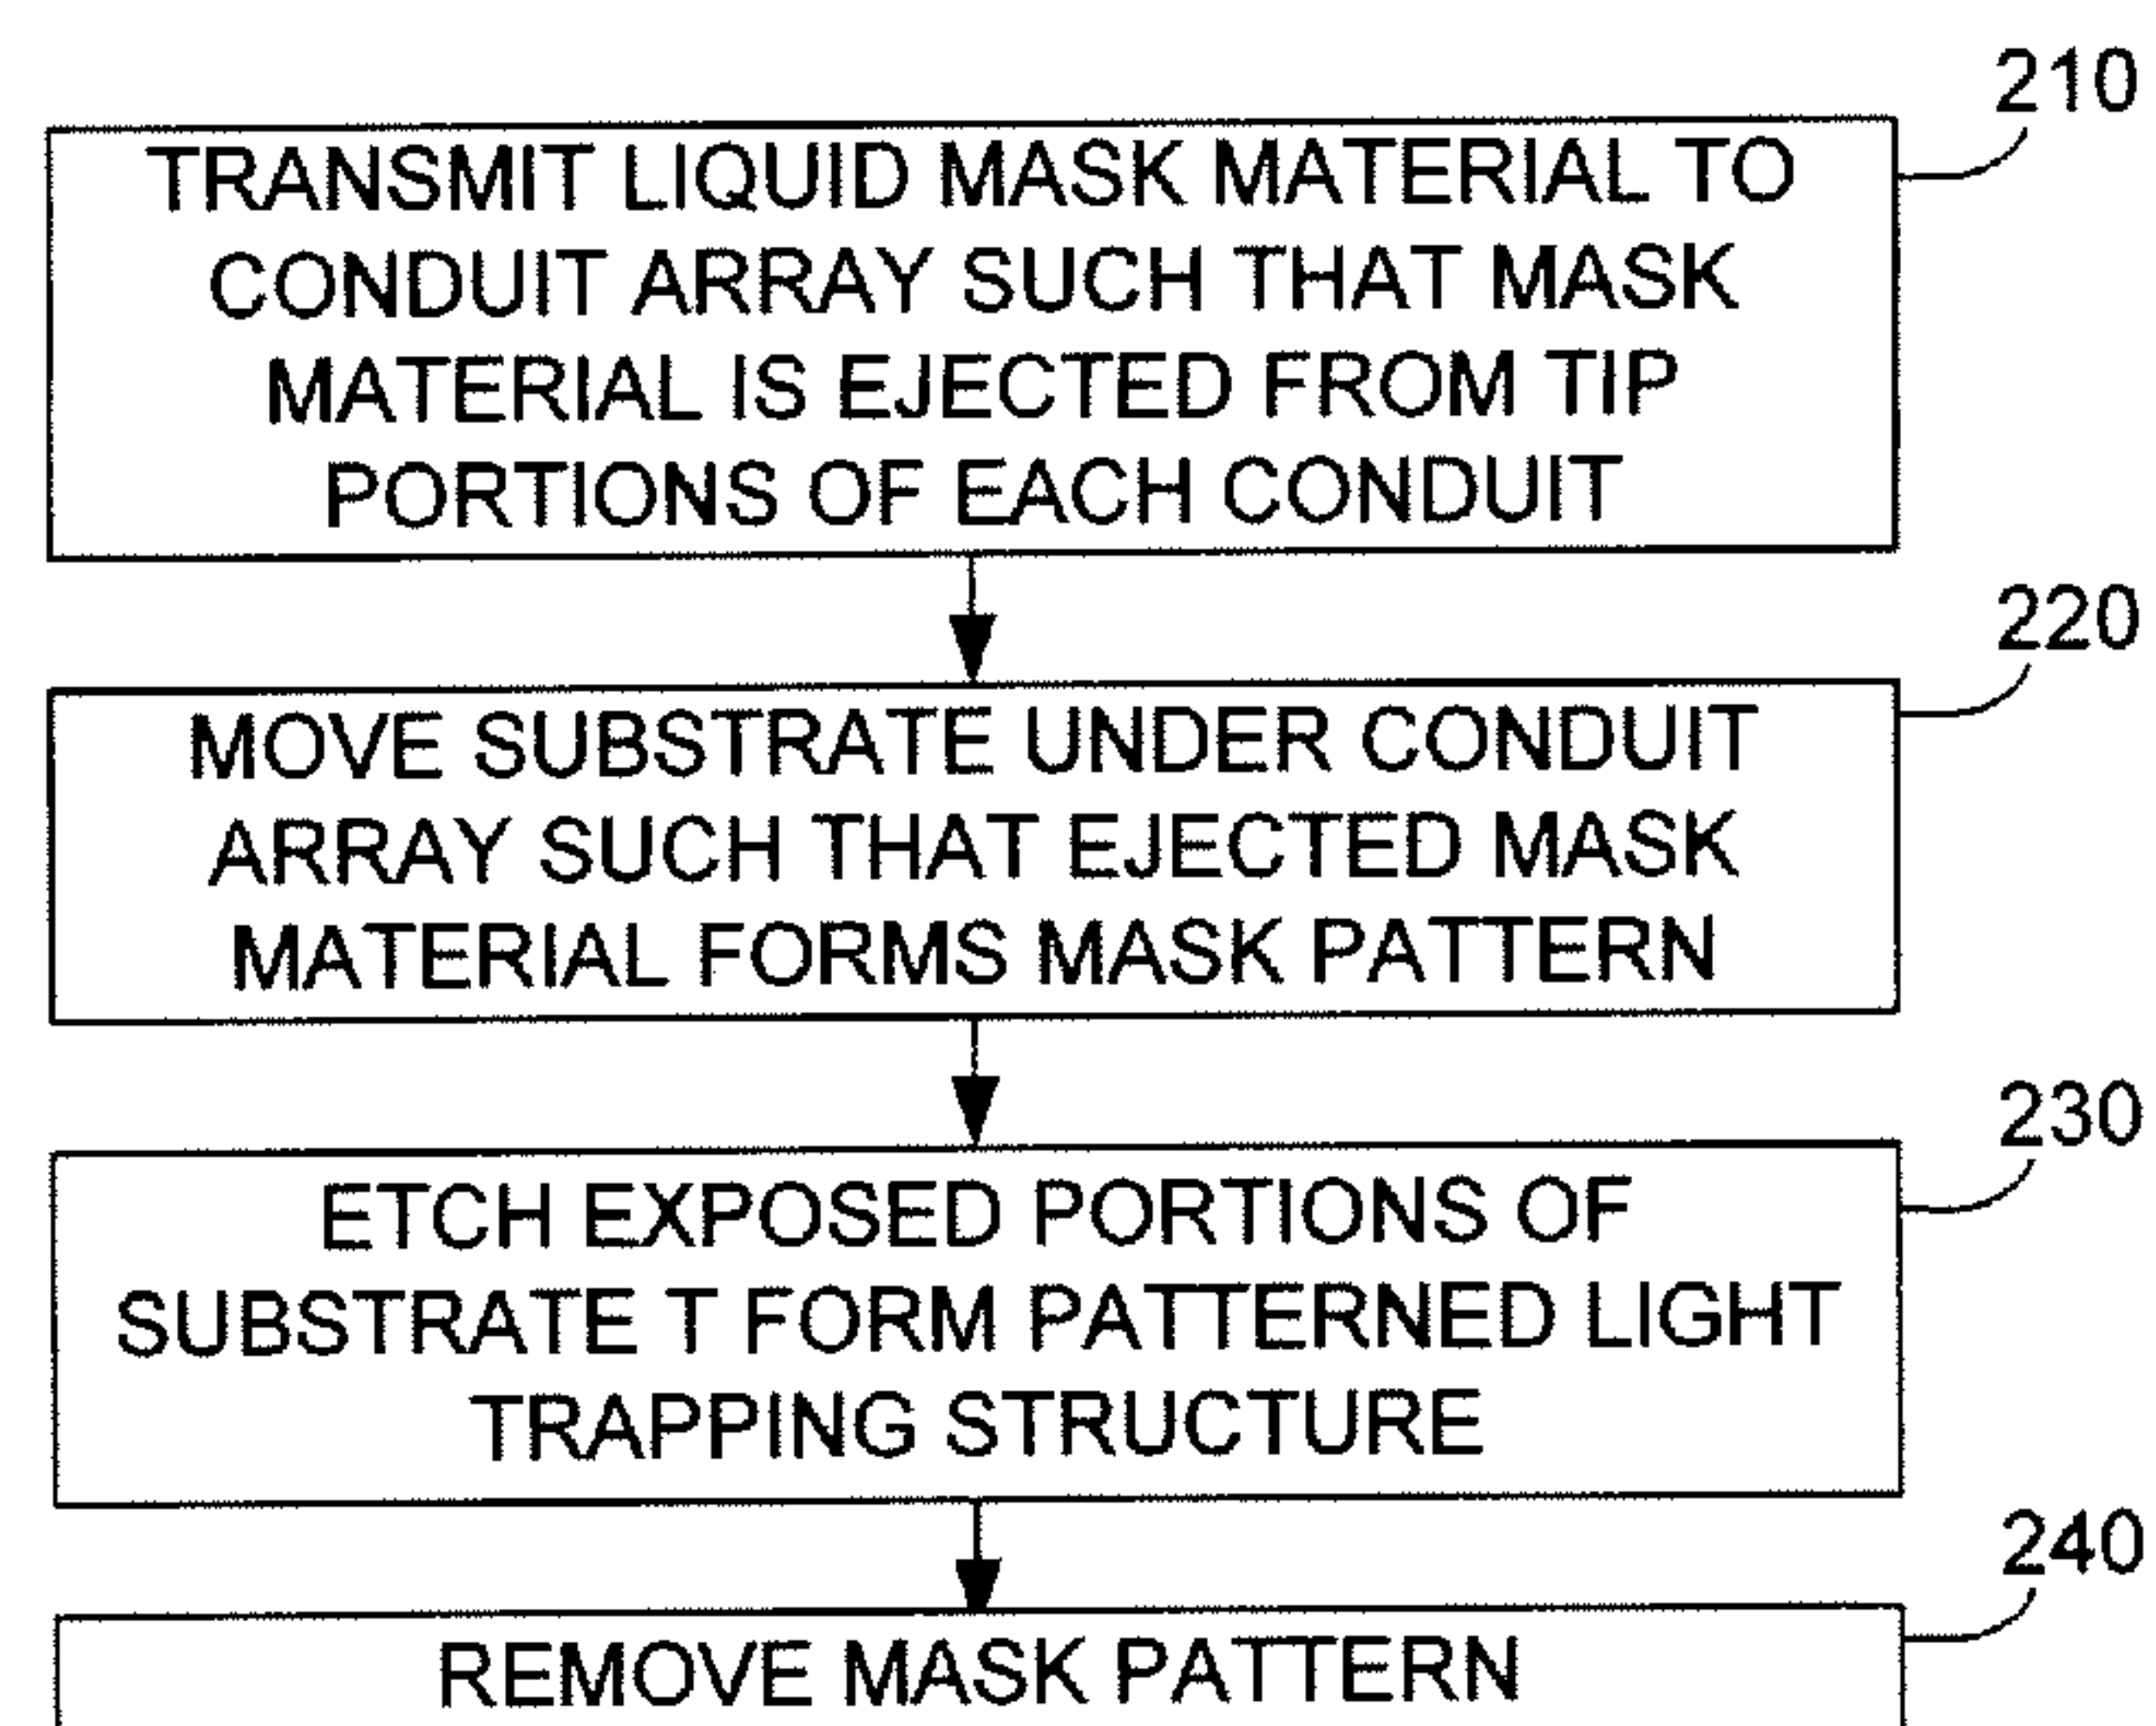 210
TRANSMIT LIQUID MASK MATERIAL TO
CONDUIT ARRAY SUCH THAT MASK
MATERIAL IS EJECTED FROM TIP
PORTIONS OF EACH CONDUIT
220
MOVE SUBSTRATE UNDER CONDUIT
ARRAY SUCH THAT EJECTED MASK
MATERIAL FORMS MASK PATTERN
230
ETCH EXPOSED PORTIONS OF
SUBSTRATE T FORM PATTERNED LIGHT
TRAPPING STRUCTURE
240
REMOVE MASK PATTERN